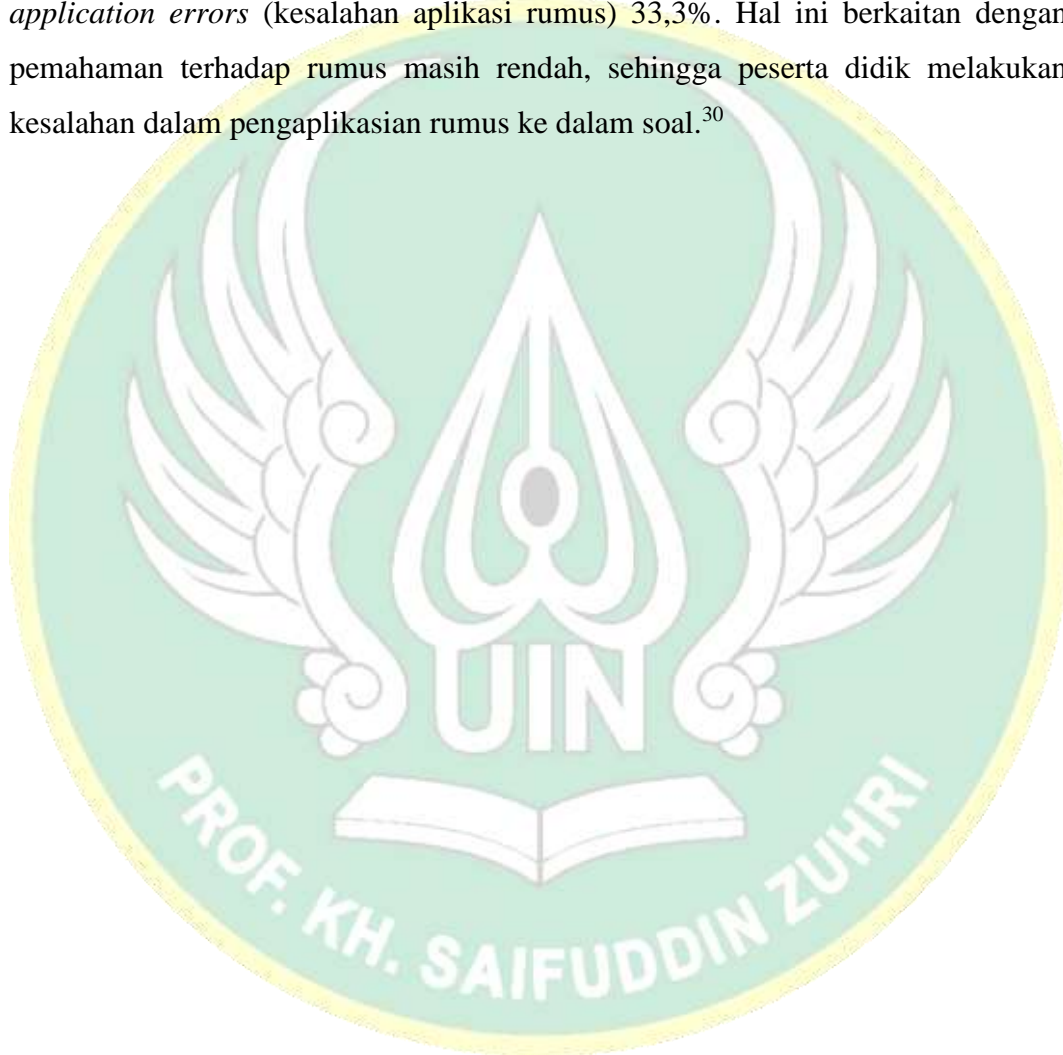 application errors (kesalahan aplikasi rumus) 33,3%. Hal ini berkaitan dengan
pemahaman terhadap rumus masih rendah, sehingga peserta didik melakukan
kesalahan dalam pengaplikasian rumus ke dalam soal.30
UIN
PROF. KH. SAIFUDDIN ZUHRI